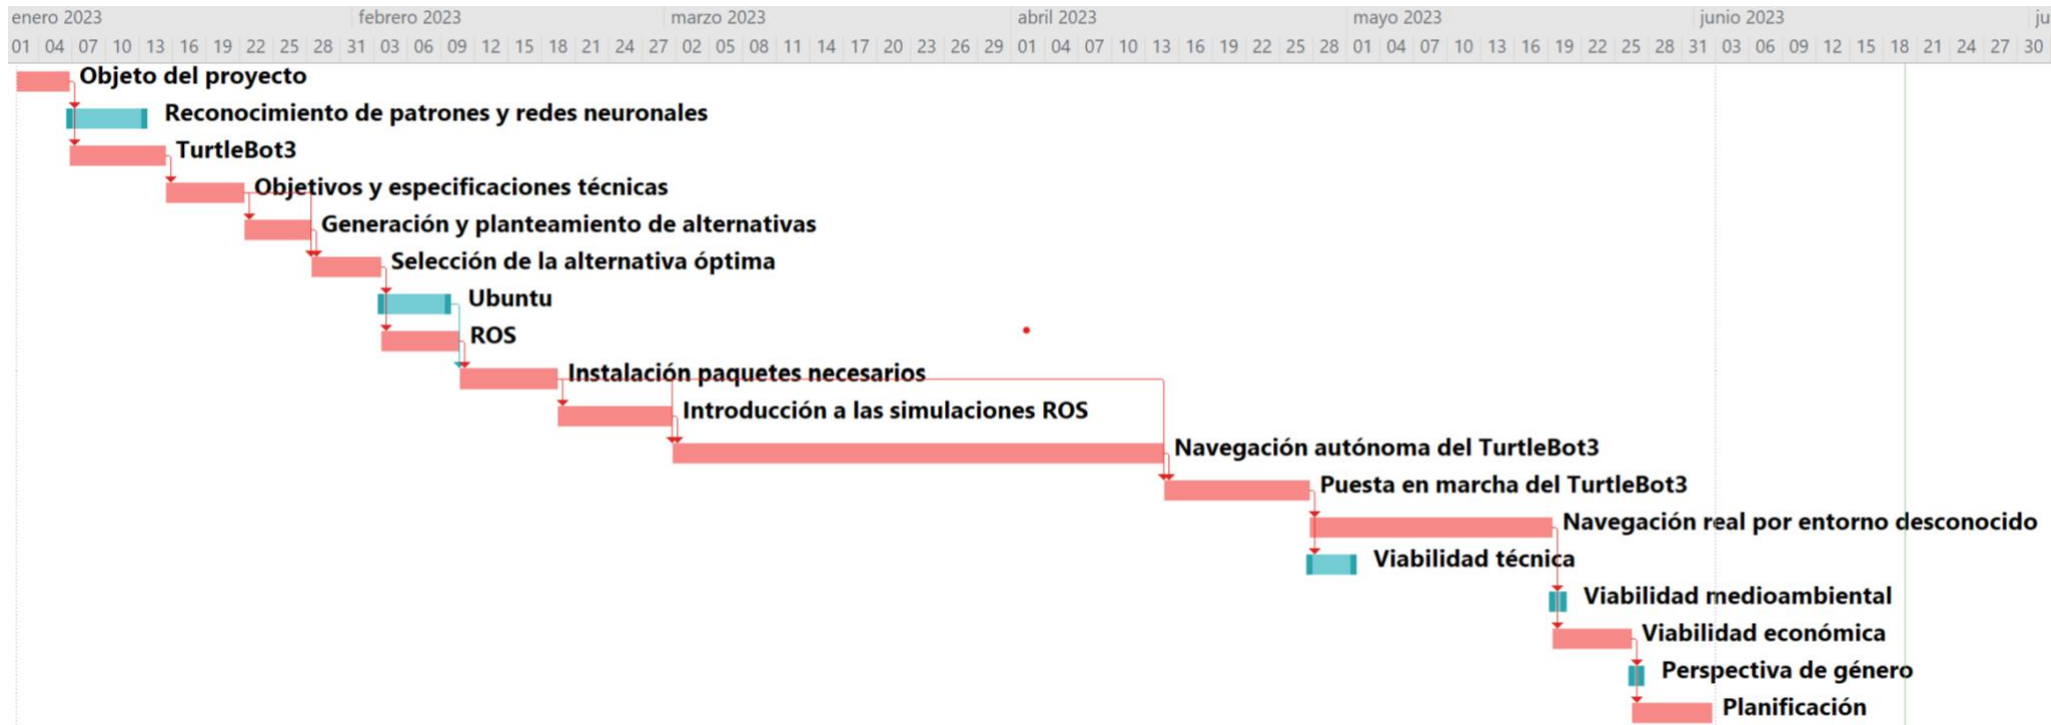 enero 2023 febrero 2023 marzo 2023 abril 2023 mayo 2023 junio 2023 ju
01 04 07 10 13 16 19 22 25 28 31 03 06 09 12 15 18 21 24 27 02 05 08 11 14 17 20 23 26 29 01 04 07 10 13 16 19 22 25 28 01 04 07 10 13 16 19 22 25 28 31 03 06 09 12 15 18 21 24 27 30
Objeto del proyecto
Reconocimiento de patrones y redes neuronales
TurtleBot3
Objetivos y especificaciones técnicas
Generación y planteamiento de alternativas
Selección de la alternativa óptima
Ubuntu
ROS
Instalación paquetes necesarios
Introducción a las simulaciones ROS
Navegación autónoma del TurtleBot3
Puesta en marcha del TurtleBot3
Navegación real por entorno desconocido
Viabilidad técnica
Viabilidad medioambiental
Viabilidad económica
Perspectiva de género
Planificación